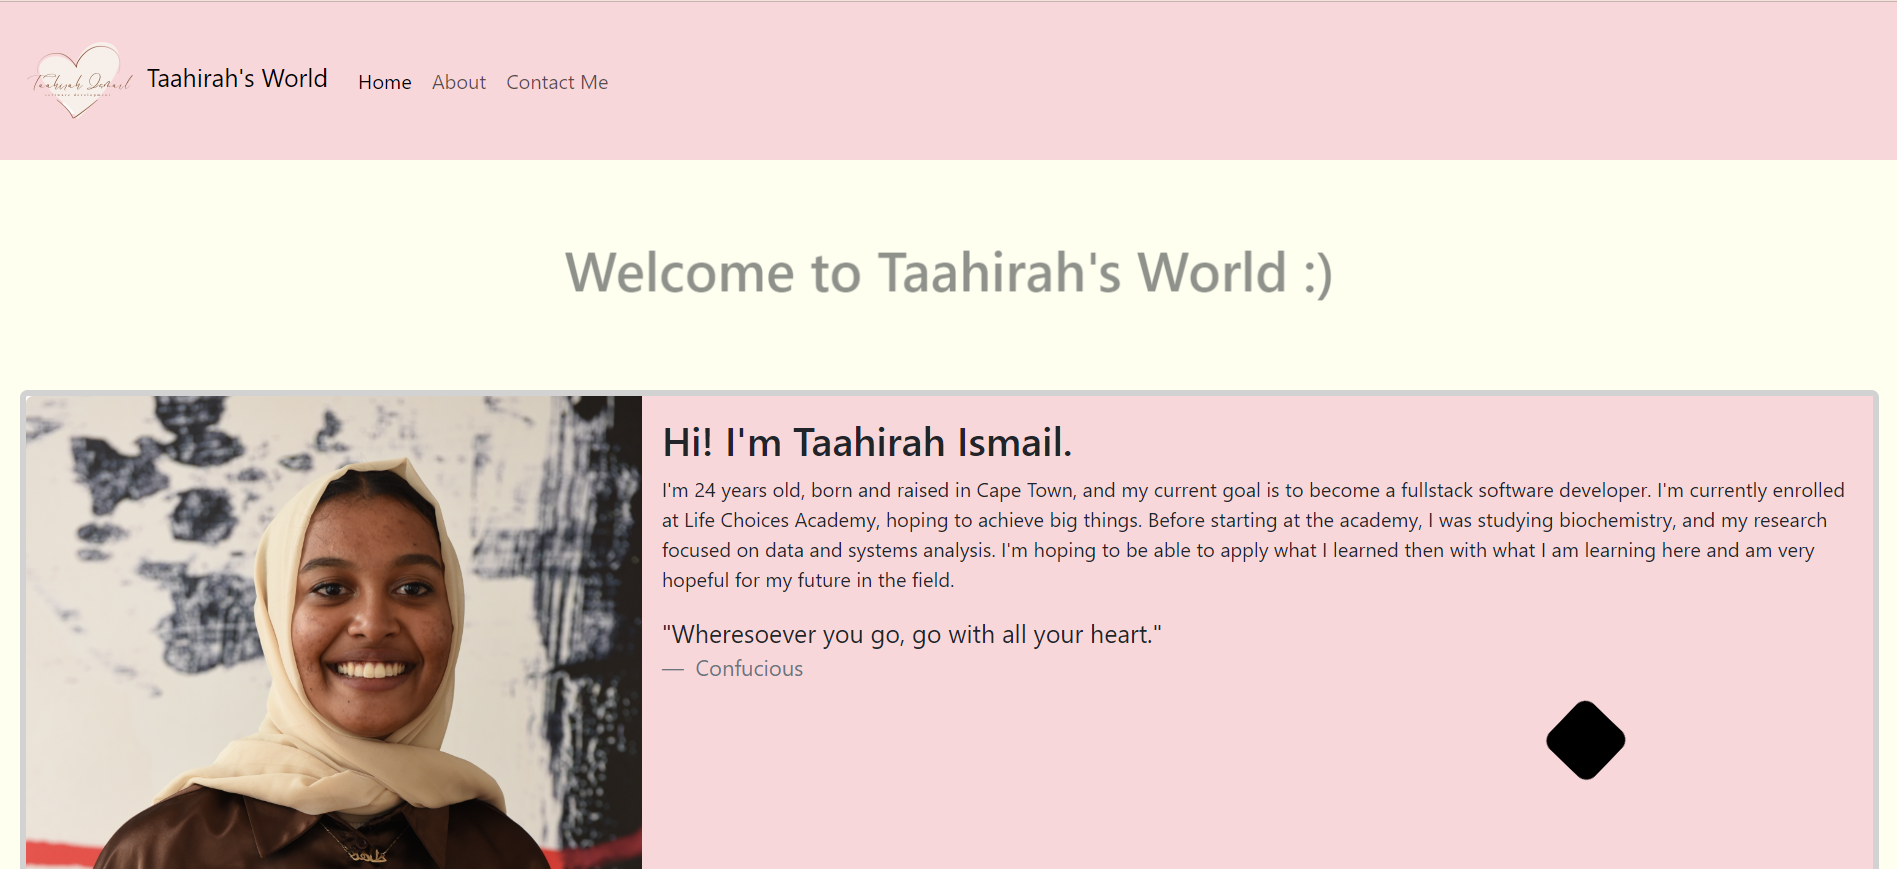 Taahirah Ismail
software development
Taahirah's World
Home
About
Contact Me
Welcome to Taahirah's World :)
Hi! I'm Taahirah Ismail.
I'm 24 years old, born and raised in Cape Town, and my current goal is to become a fullstack software developer. I'm currently enrolled
at Life Choices Academy, hoping to achieve big things. Before starting at the academy, I was studying biochemistry, and my research
focused on data and systems analysis. I'm hoping to be able to apply what I learned then with what I am learning here and am very
hopeful for my future in the field.
"Wheresoever you go, go with all your heart."
— Confucious